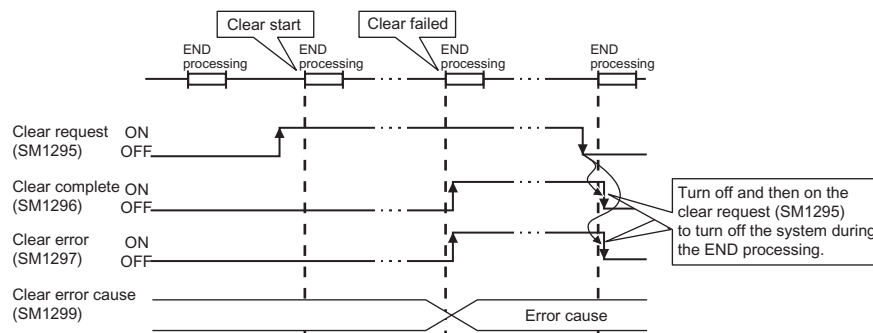 Clear start
Clear failed
END
processing
END
processing
END
processing
END
processing
Clear request
(SM1295)
ON
OFF
Clear complete
(SM1296)
ON
OFF
Clear error
(SM1297)
ON
OFF
Turn off and then on the
clear request (SM1295)
to turn off the system during
the END processing.
Clear error cause
(SM1299)
Error cause